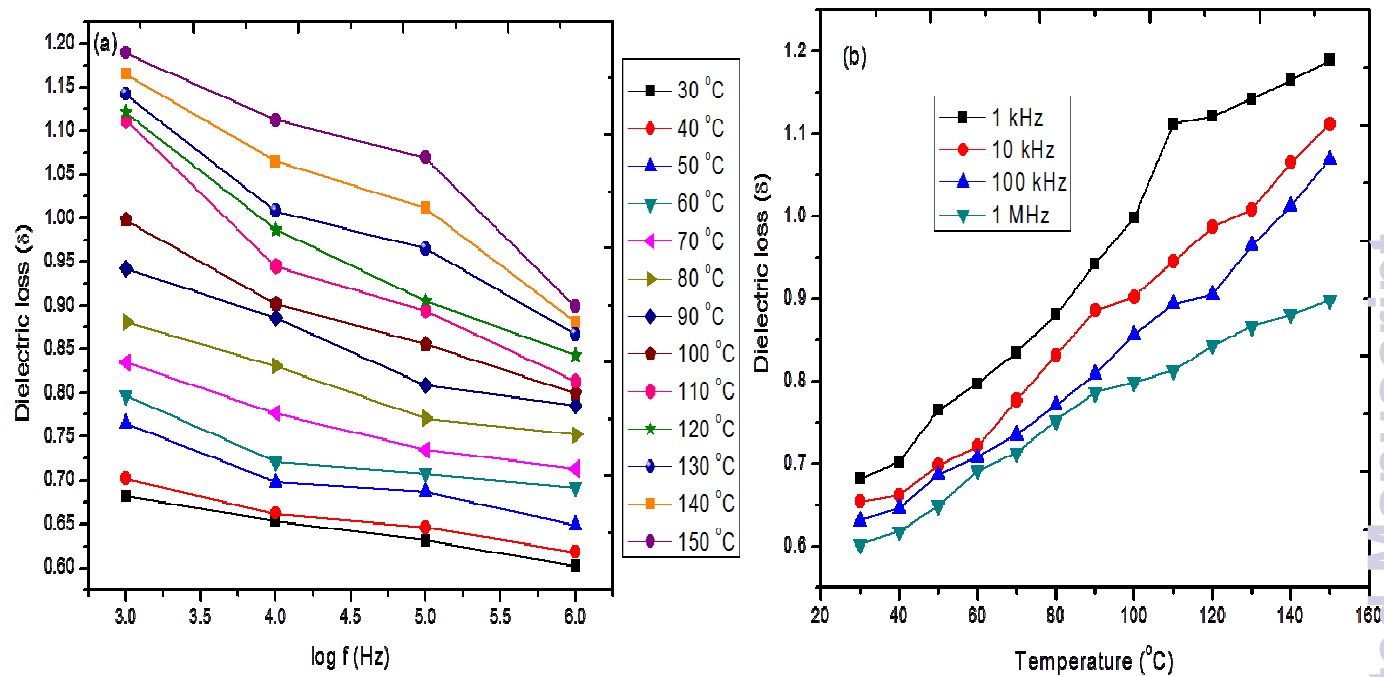 (a)
1.20
1.15
1.10
1.05
1.00
0.95
0.90
0.85
0.80
0.75
0.70
0.65
0.60
Dielectric loss (δ)
3.0 3.5 4.0 4.5 5.0 5.5 6.0
log f (Hz)
30 °C
40 °C
50 °C
60 °C
70 °C
80 °C
90 °C
100 °C
110 °C
120 °C
130 °C
140 °C
150 °C
(b)
1.2
1.1
1.0
0.9
0.8
0.7
0.6
Dielectric loss (δ)
1 kHz
10 kHz
100 kHz
1 MHz
20 40 60 80 100 120 140 160
Temperature (°C)